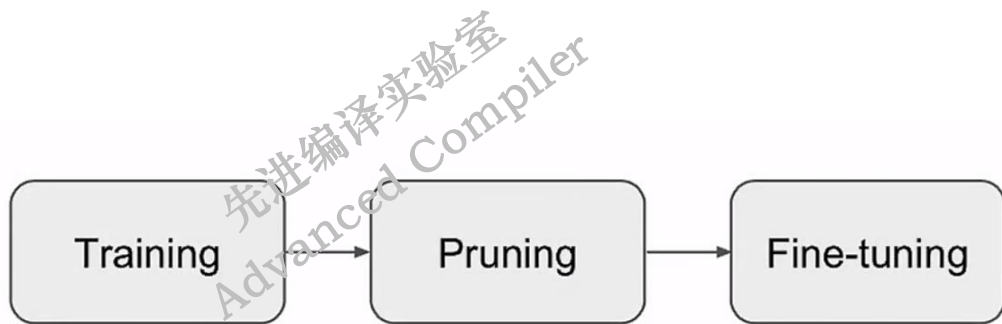 先进编译实验室
Advanced Compiler
Training
Pruning
Fine-tuning